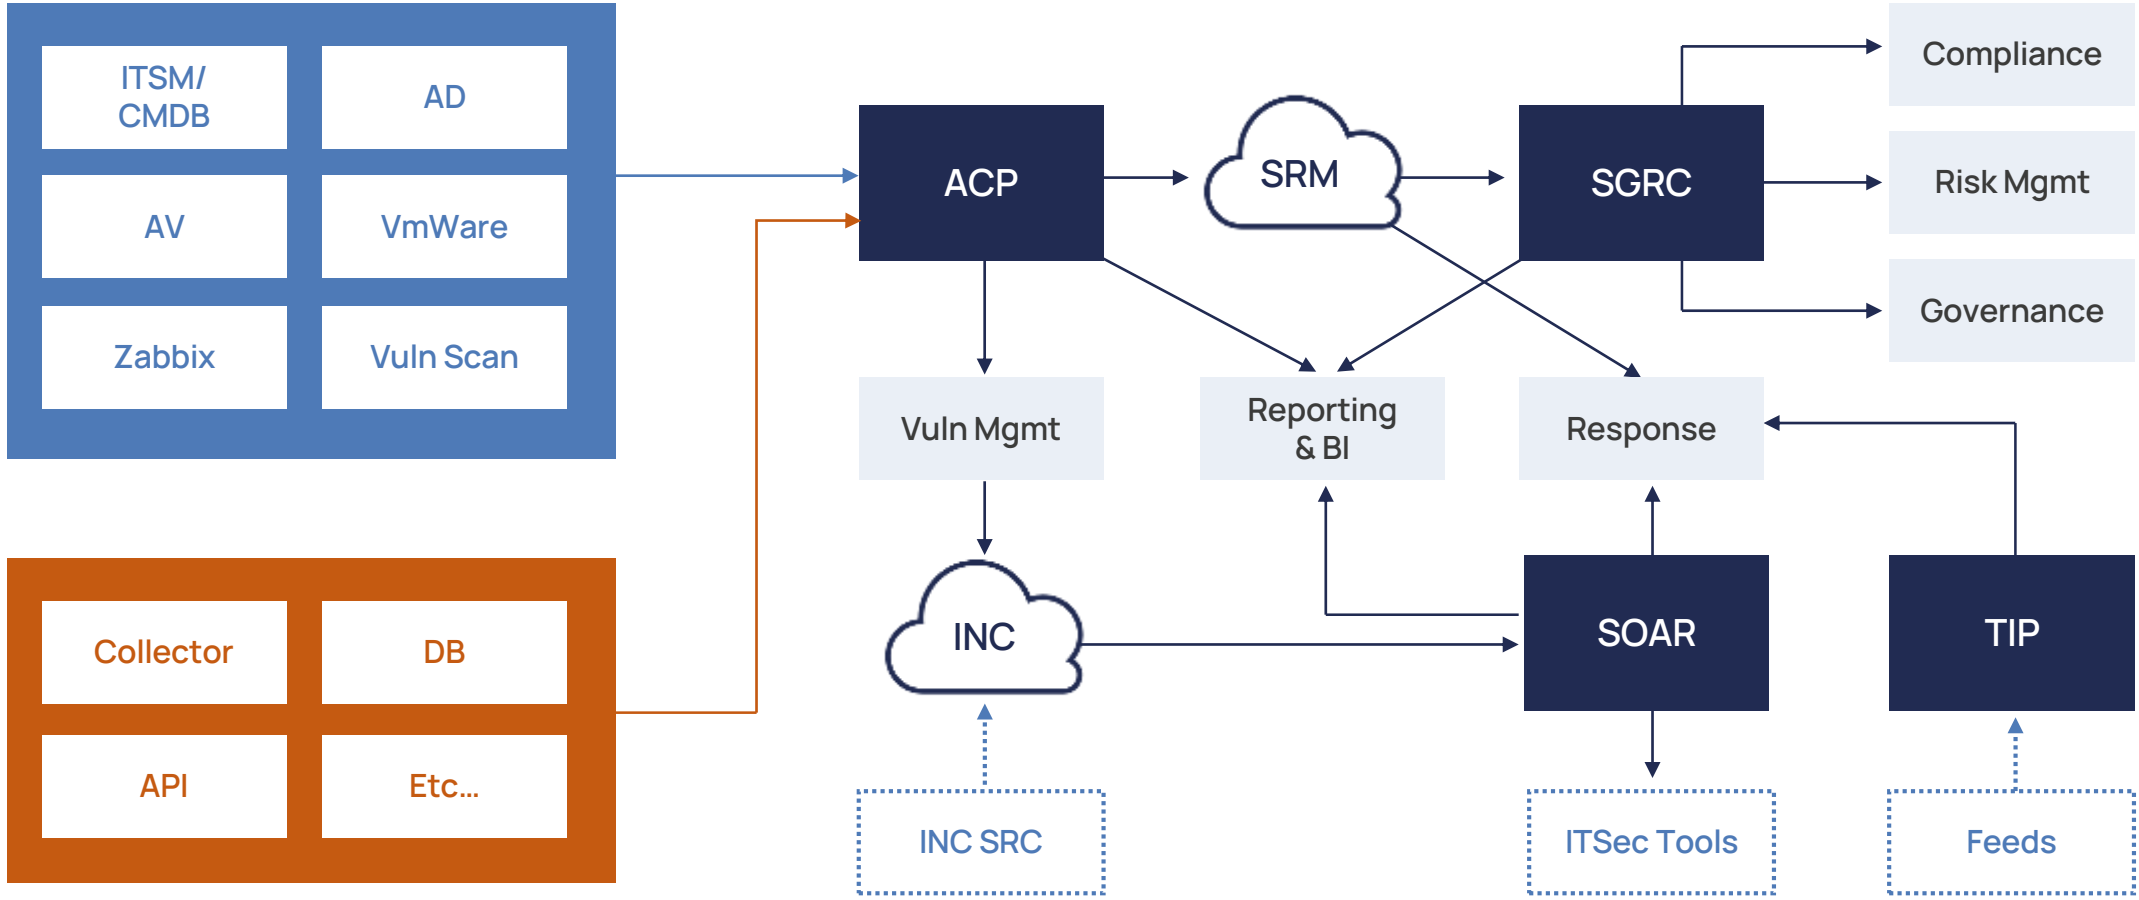 ITSM/
CMDB
AD
AV
VmWare
Zabbix
Vuln Scan
Collector
DB
API
Etc...
ACP
SRM
SGRC
Compliance
Risk Mgmt
Governance
Vuln Mgmt
Reporting
& BI
Response
INC
SOAR
TIP
INC SRC
ITSec Tools
Feeds